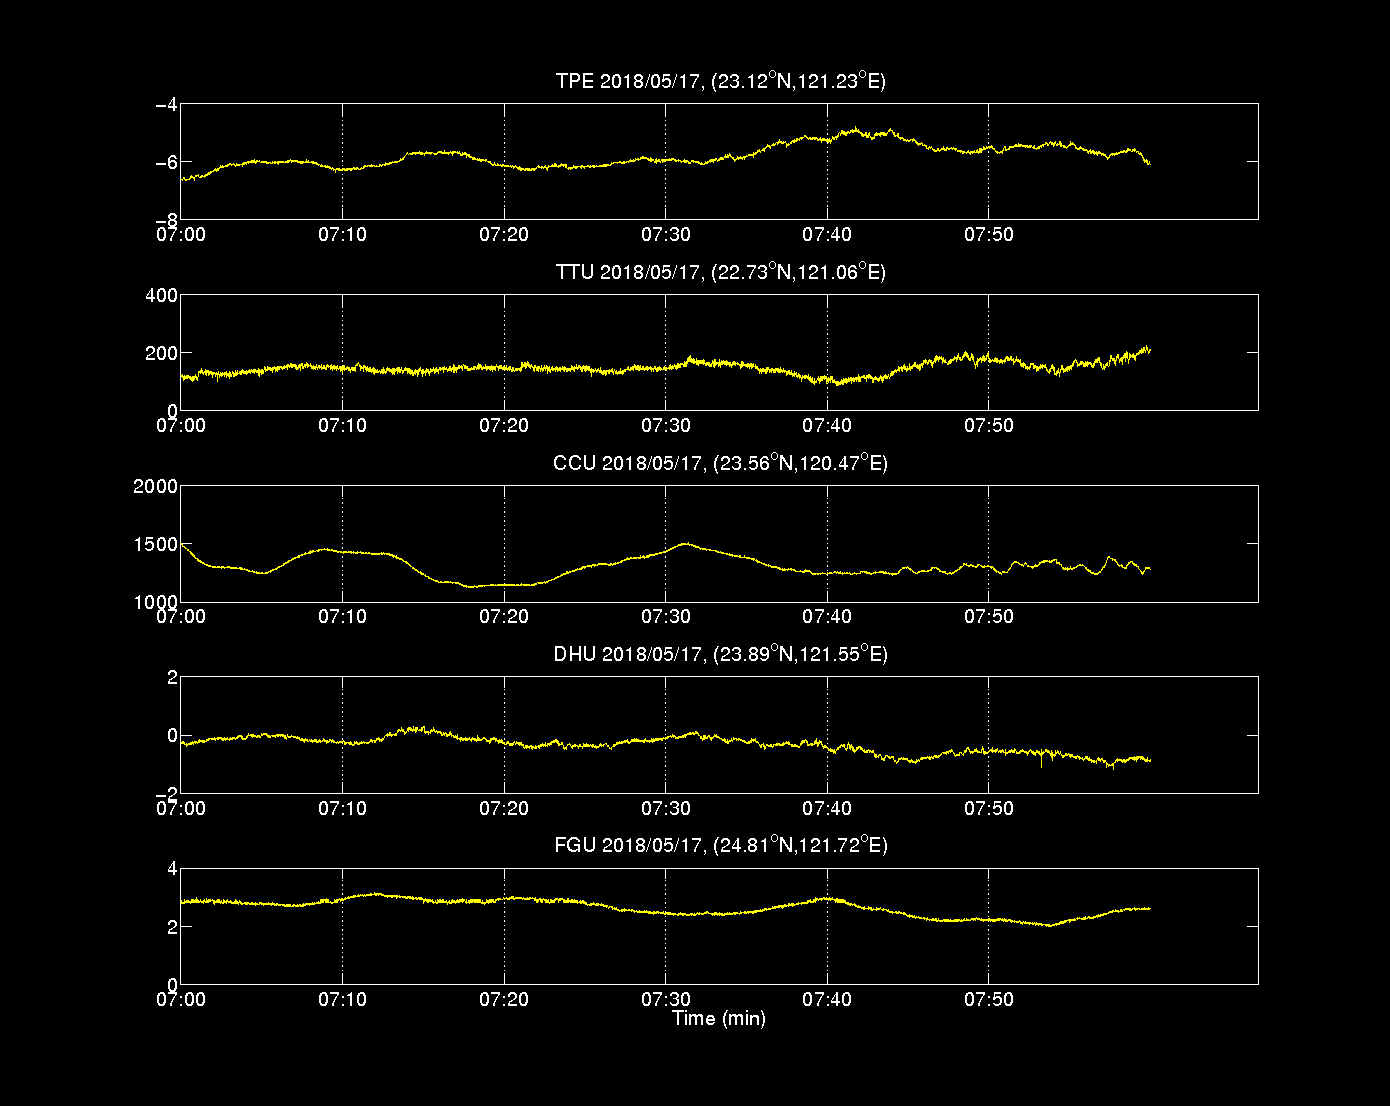 TPE 2018/05/17, (23.12°N,121.23°E)
−4
−6
−8
07:00 07:10 07:20 07:30 07:40 07:50
TTU 2018/05/17, (22.73°N,121.06°E)
400
200
0
07:00 07:10 07:20 07:30 07:40 07:50
CCU 2018/05/17, (23.56°N,120.47°E)
2000
1500
1000
07:00 07:10 07:20 07:30 07:40 07:50
DHU 2018/05/17, (23.89°N,121.55°E)
2
0
−2
07:00 07:10 07:20 07:30 07:40 07:50
FGU 2018/05/17, (24.81°N,121.72°E)
4
2
0
07:00 07:10 07:20 07:30 07:40 07:50
Time (min)